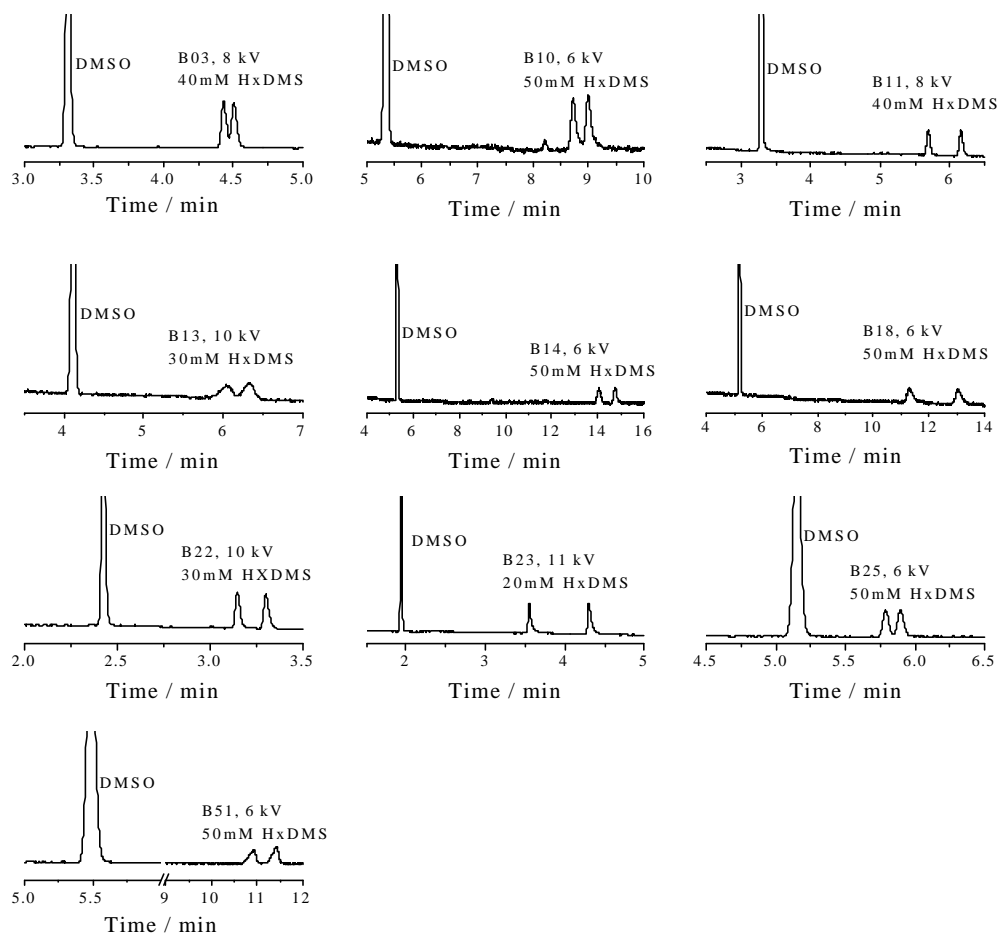 DMSO
B03, 8 kV
40mM HxDMS
3.0 3.5 4.0 4.5 5.0
Time / min
DMSO
B10, 6 kV
50mM HxDMS
5 6 7 8 9 10
Time / min
DMSO
B11, 8 kV
40mM HxDMS
3 4 5 6
Time / min
DMSO
B13, 10 kV
30mM HxDMS
4 5 6 7
Time / min
DMSO
B14, 6 kV
50mM HxDMS
4 6 8 10 12 14 16
Time / min
DMSO
B18, 6 kV
50mM HxDMS
4 6 8 10 12 14
Time / min
DMSO
B22, 10 kV
30mM HXDMS
2.0 2.5 3.0 3.5
Time / min
DMSO
B23, 11 kV
20mM HxDMS
2 3 4 5
Time / min
DMSO
B25, 6 kV
50mM HxDMS
4.5 5.0 5.5 6.0 6.5
Time / min
DMSO
B51, 6 kV
50mM HxDMS
5.0 5.5 9 10 11 12
Time / min